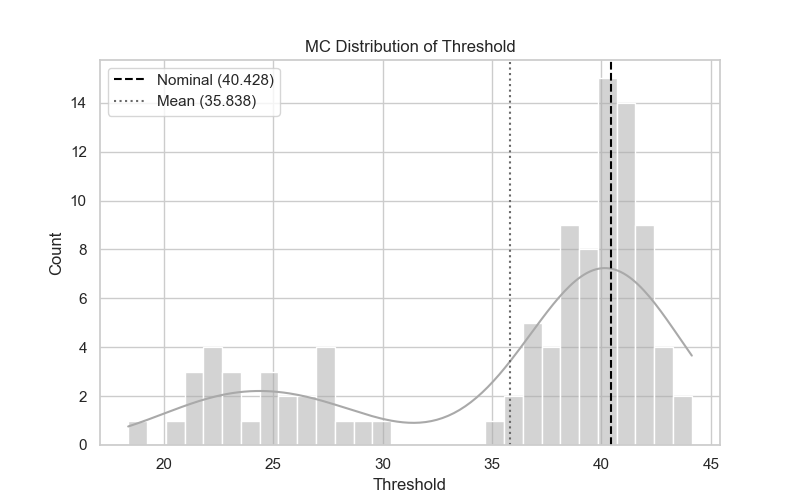 MC Distribution of Threshold
Nominal (40.428)
Mean (35.838)
14
12
10
8
6
4
2
0
Count
20 25 30 35 40 45
Threshold